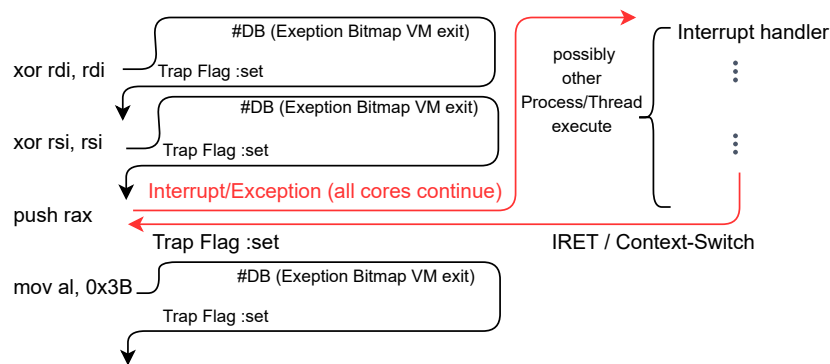 #DB (Exeption Bitmap VM exit)
Interrupt handler
possibly
other
Process/Thread
execute
xor rdi, rdi
Trap Flag :set
#DB (Exeption Bitmap VM exit)
xor rsi, rsi
Trap Flag :set
Interrupt/Exception (all cores continue)
push rax
Trap Flag :set
IRET / Context-Switch
#DB (Exeption Bitmap VM exit)
mov al, 0x3B
Trap Flag :set